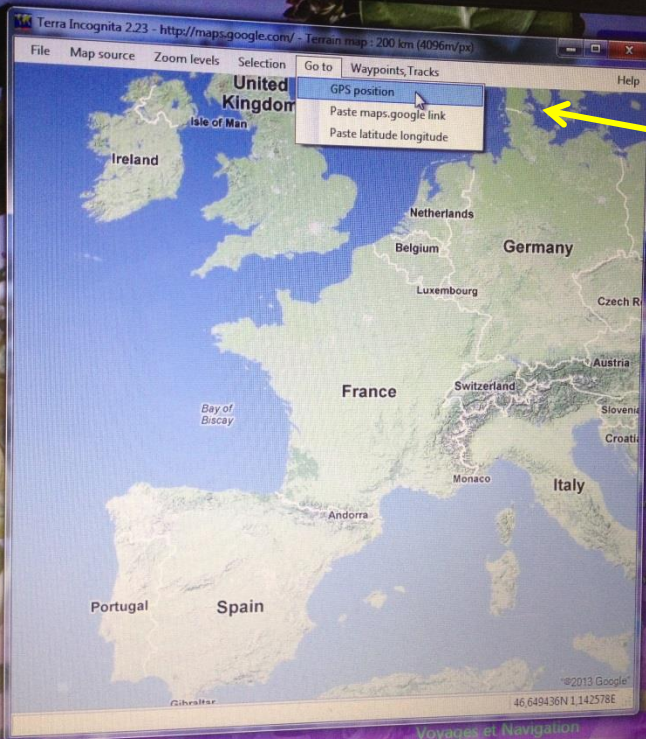 Terra Incognita 2.23 - http://maps.google.com/ - Terrain map : 200 km (4096m/px)
File Map source Zoom levels Selection Go to Waypoints,Tracks Help
GPS position
Paste maps.google link
Paste latitude longitude
United
Kingdom
Isle of Man
Ireland
Netherlands
Belgium
Germany
Luxembourg
Czech R
Austria
Switzerland
France
Slovenia
Bay of
Biscay
Croatia
Monaco
Italy
Andorra
Portugal
Spain
©2013 Google
Gibraltar
46,649436N 1,142578E
Voyages et Navigation